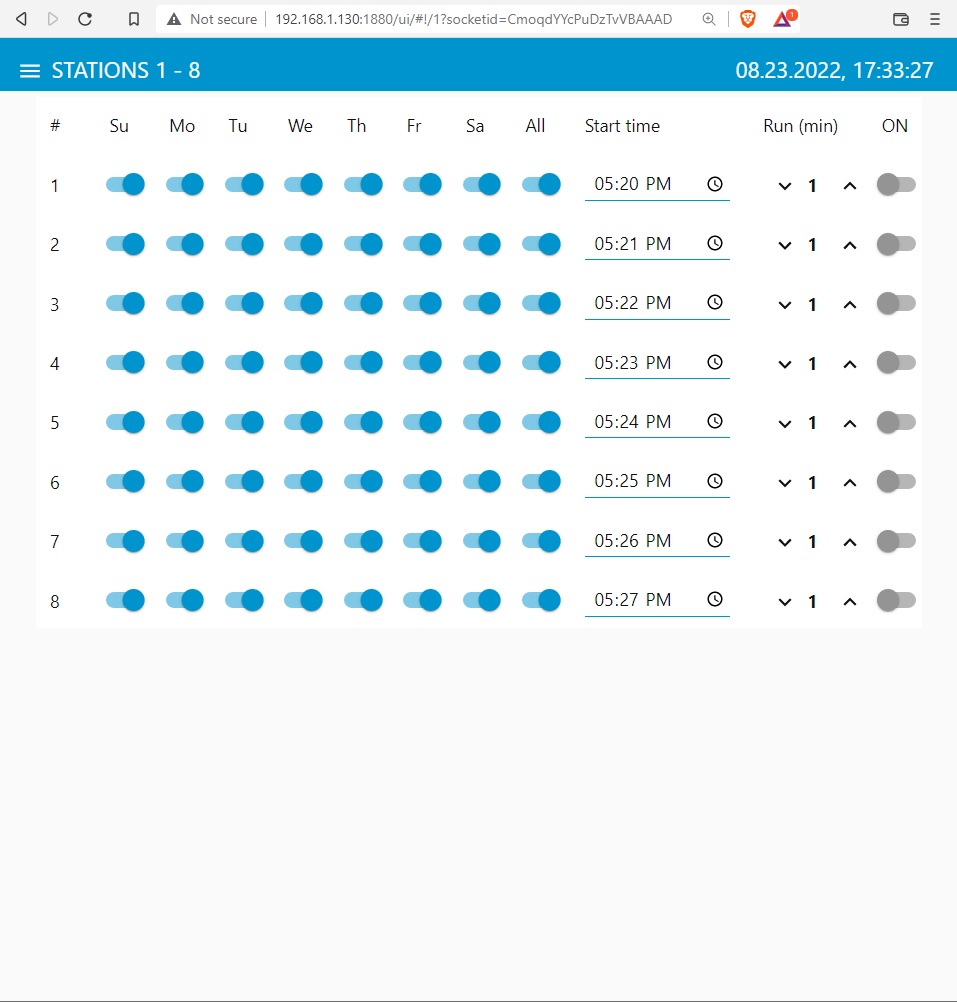 Not secure 192.168.1.130:1880/ui/#!/1?socketid=CmoqdYYcPuDzTvVBAAAD 1
STATIONS 1 - 8 08.23.2022, 17:33:27
# Su Mo Tu We Th Fr Sa All Start time Run (min) ON
1 05:20 PM 1
2 05:21 PM 1
3 05:22 PM 1
4 05:23 PM 1
5 05:24 PM 1
6 05:25 PM 1
7 05:26 PM 1
8 05:27 PM 1